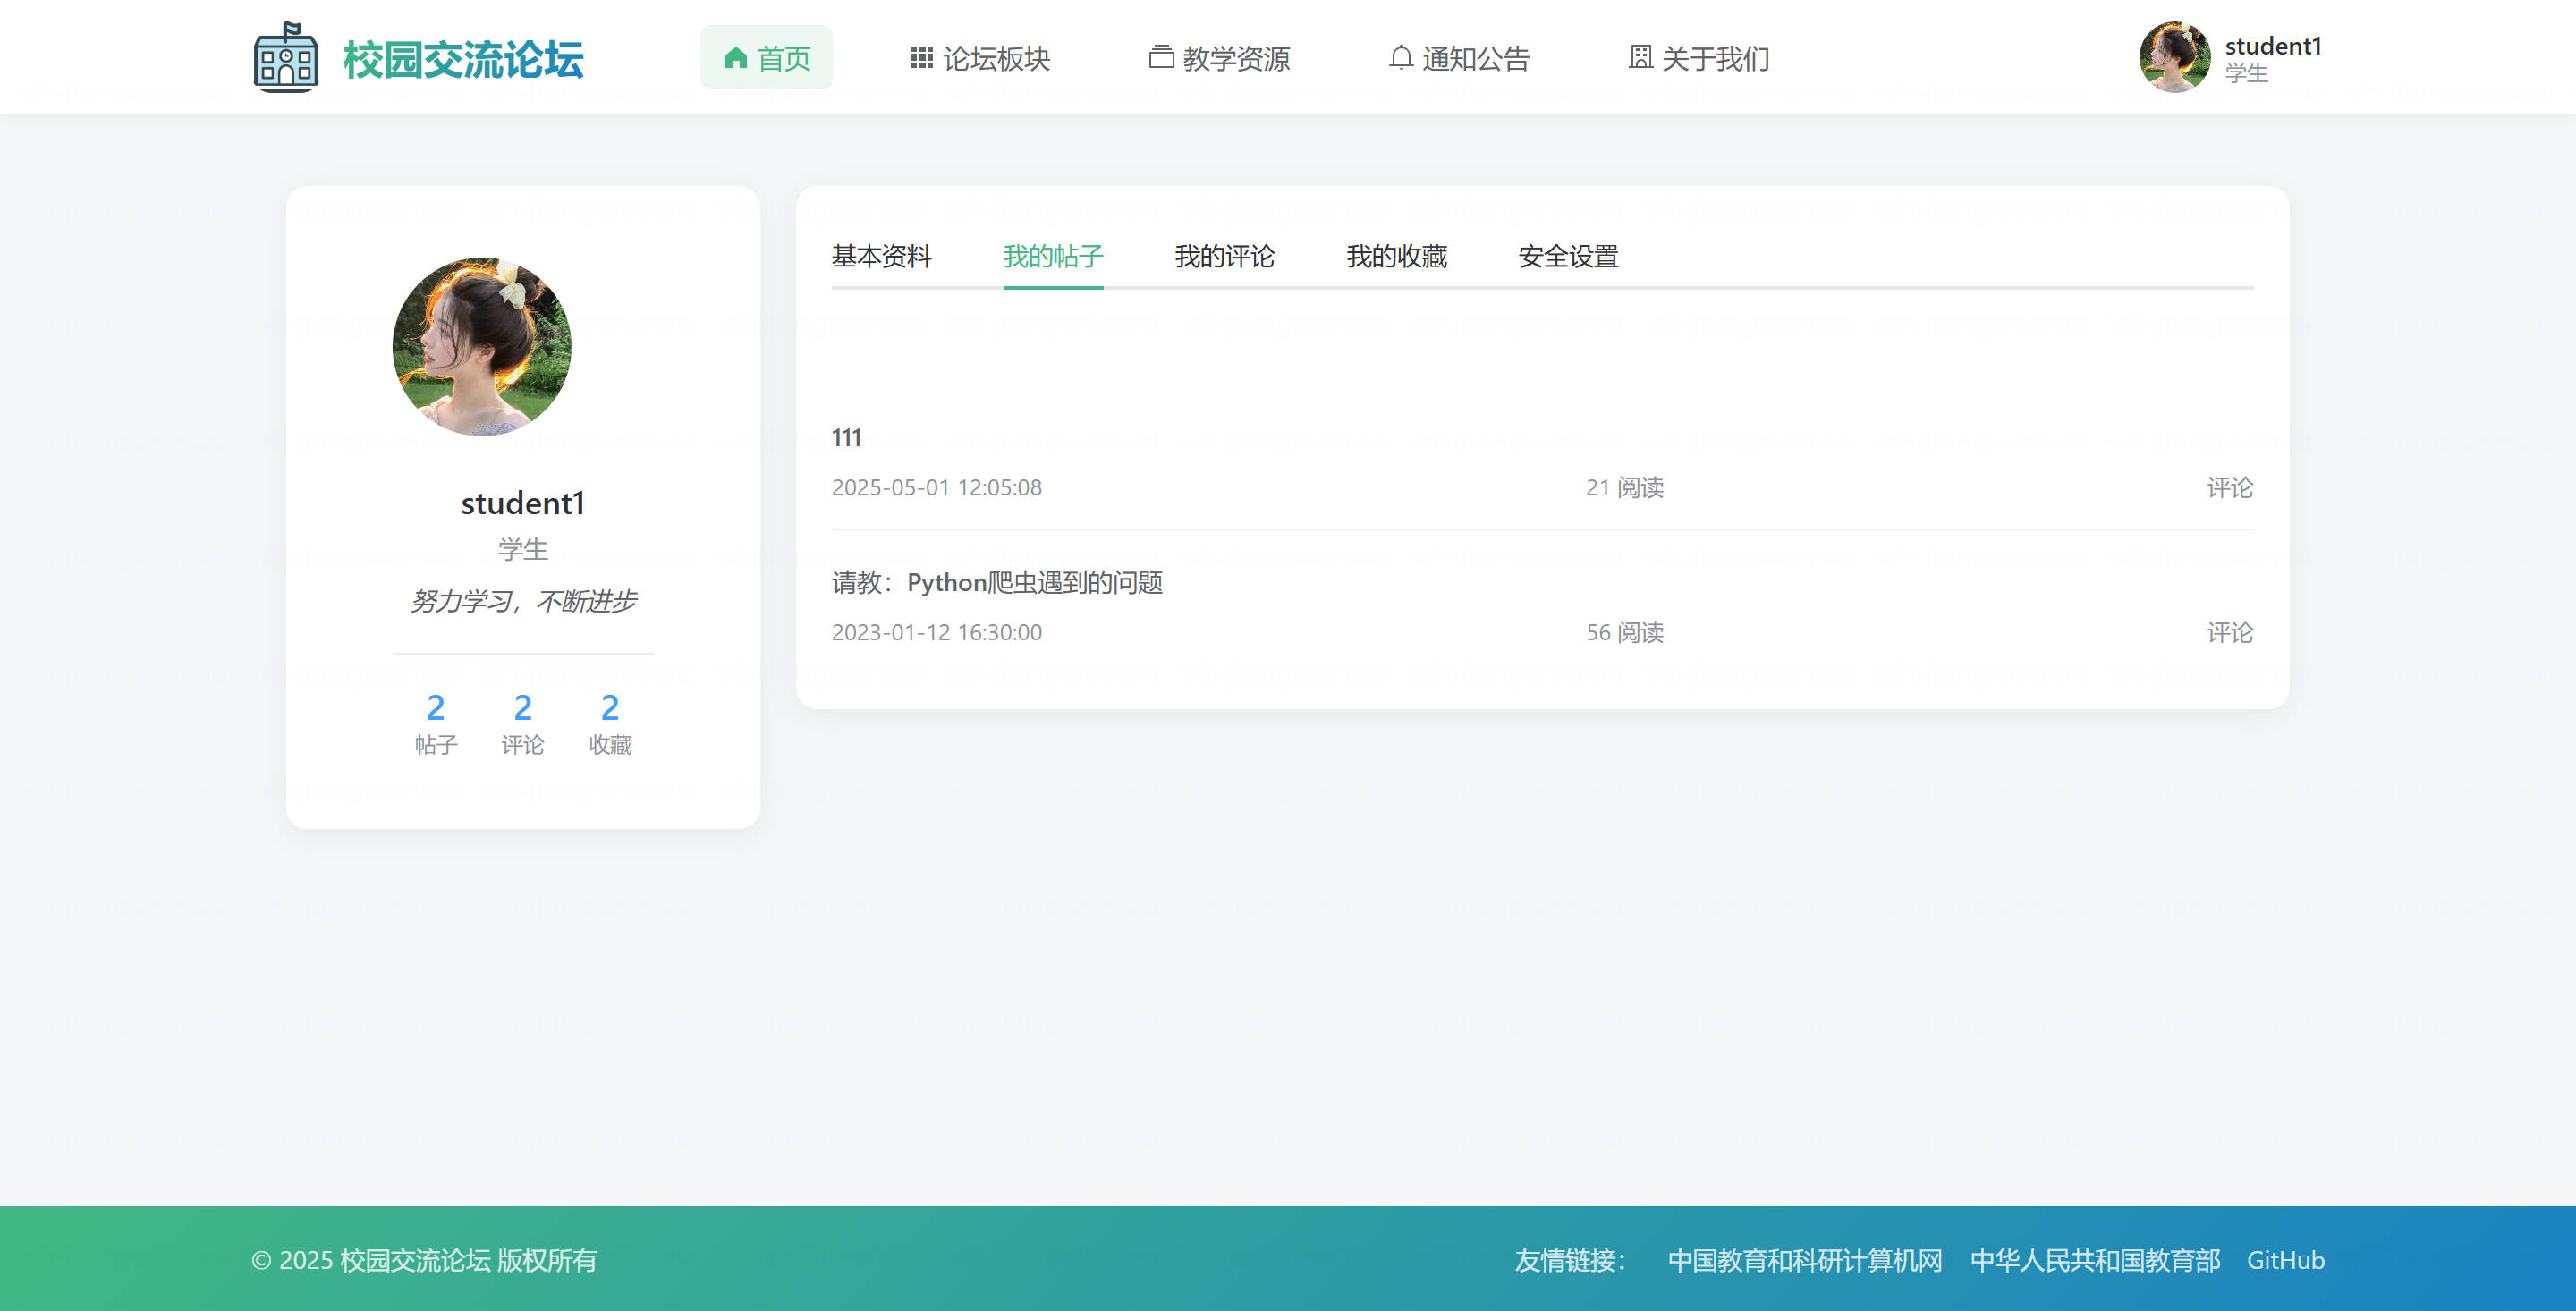 校园交流论坛
首页
论坛板块
教学资源
通知公告
关于我们
student1
学生
student1
学生
努力学习，不断进步
2 2 2
帖子 评论 收藏
基本资料 我的帖子 我的评论 我的收藏 安全设置
111
2025-05-01 12:05:08 21 阅读 评论
请教：Python爬虫遇到的问题
2023-01-12 16:30:00 56 阅读 评论
© 2025 校园交流论坛 版权所有
友情链接： 中国教育和科研计算机网 中华人民共和国教育部 GitHub